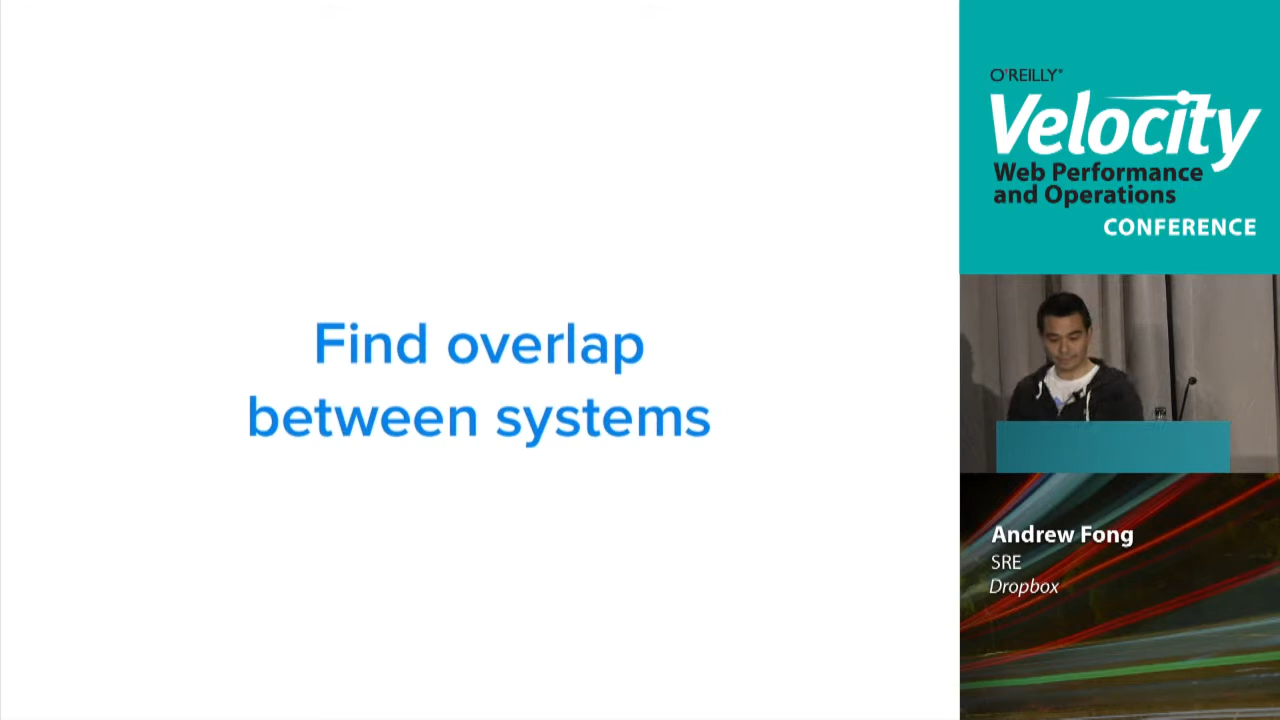 Find overlap
between systems
O'REILLY®
Velocity
Web Performance
and Operations
CONFERENCE
Andrew Fong
SRE
Dropbox